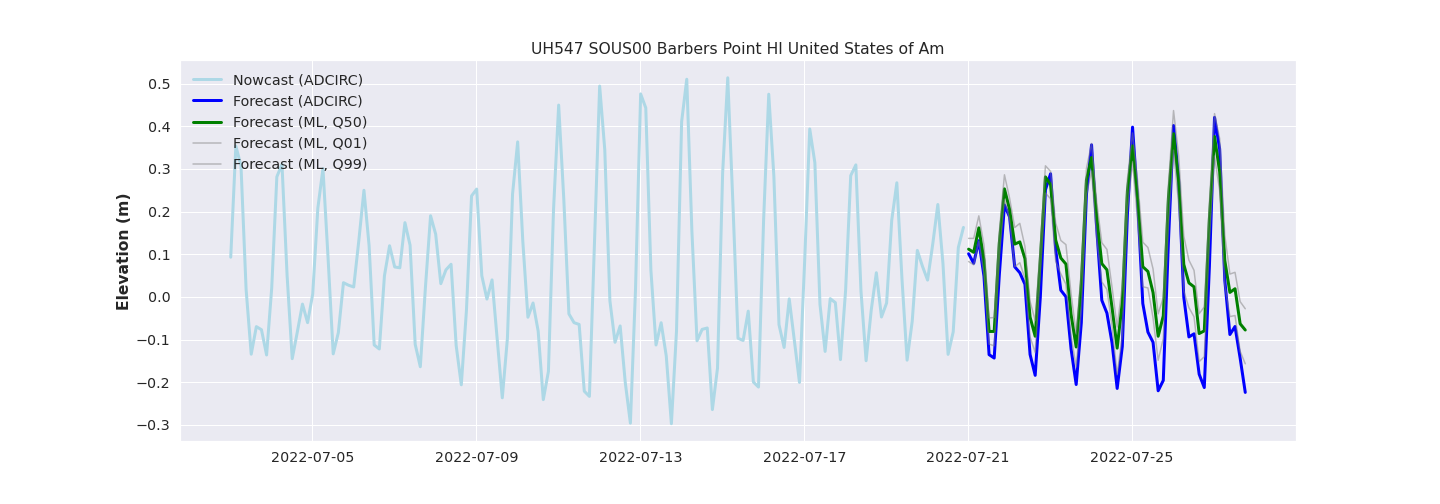 UH547 SOUS00 Barbers Point HI United States of Am
Elevation (m)
0.5
0.4
0.3
0.2
0.1
0.0
−0.1
−0.2
−0.3
Nowcast (ADCIRC)
Forecast (ADCIRC)
Forecast (ML, Q50)
Forecast (ML, Q01)
Forecast (ML, Q99)
2022-07-05 2022-07-09 2022-07-13 2022-07-17 2022-07-21 2022-07-25